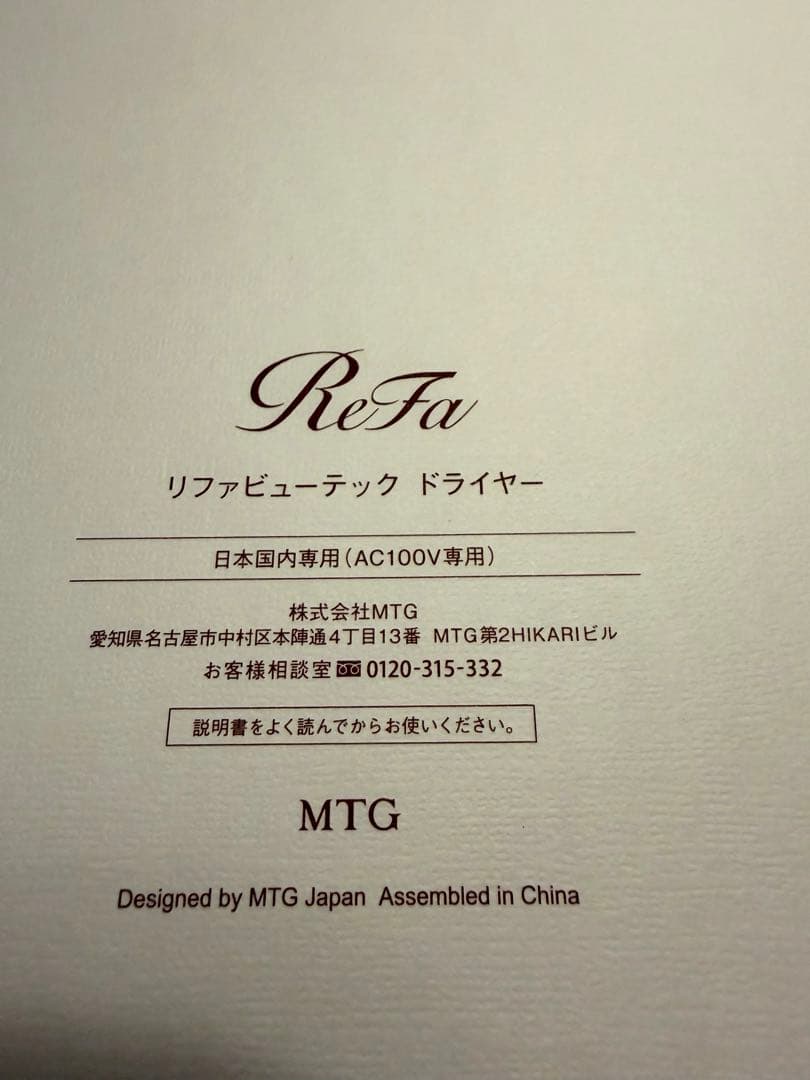 ReFa
リファビューテック ドライヤー
日本国内専用(AC100V専用)
株式会社MTG
愛知県名古屋市中村区本陣通4丁目13番 MTG第2HIKARIビル
お客様相談室 0120-315-332
説明書をよく読んでからお使いください。
MTG
Designed by MTG Japan Assembled in China